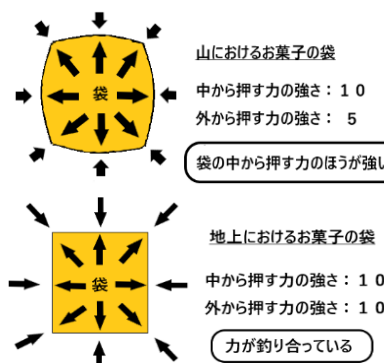 袋
山におけるお菓子の袋
中から押す力の強さ：１０
外から押す力の強さ：５
袋の中から押す力のほうが強い
袋
地上におけるお菓子の袋
中から押す力の強さ：１０
外から押す力の強さ：１０
力が釣り合っている